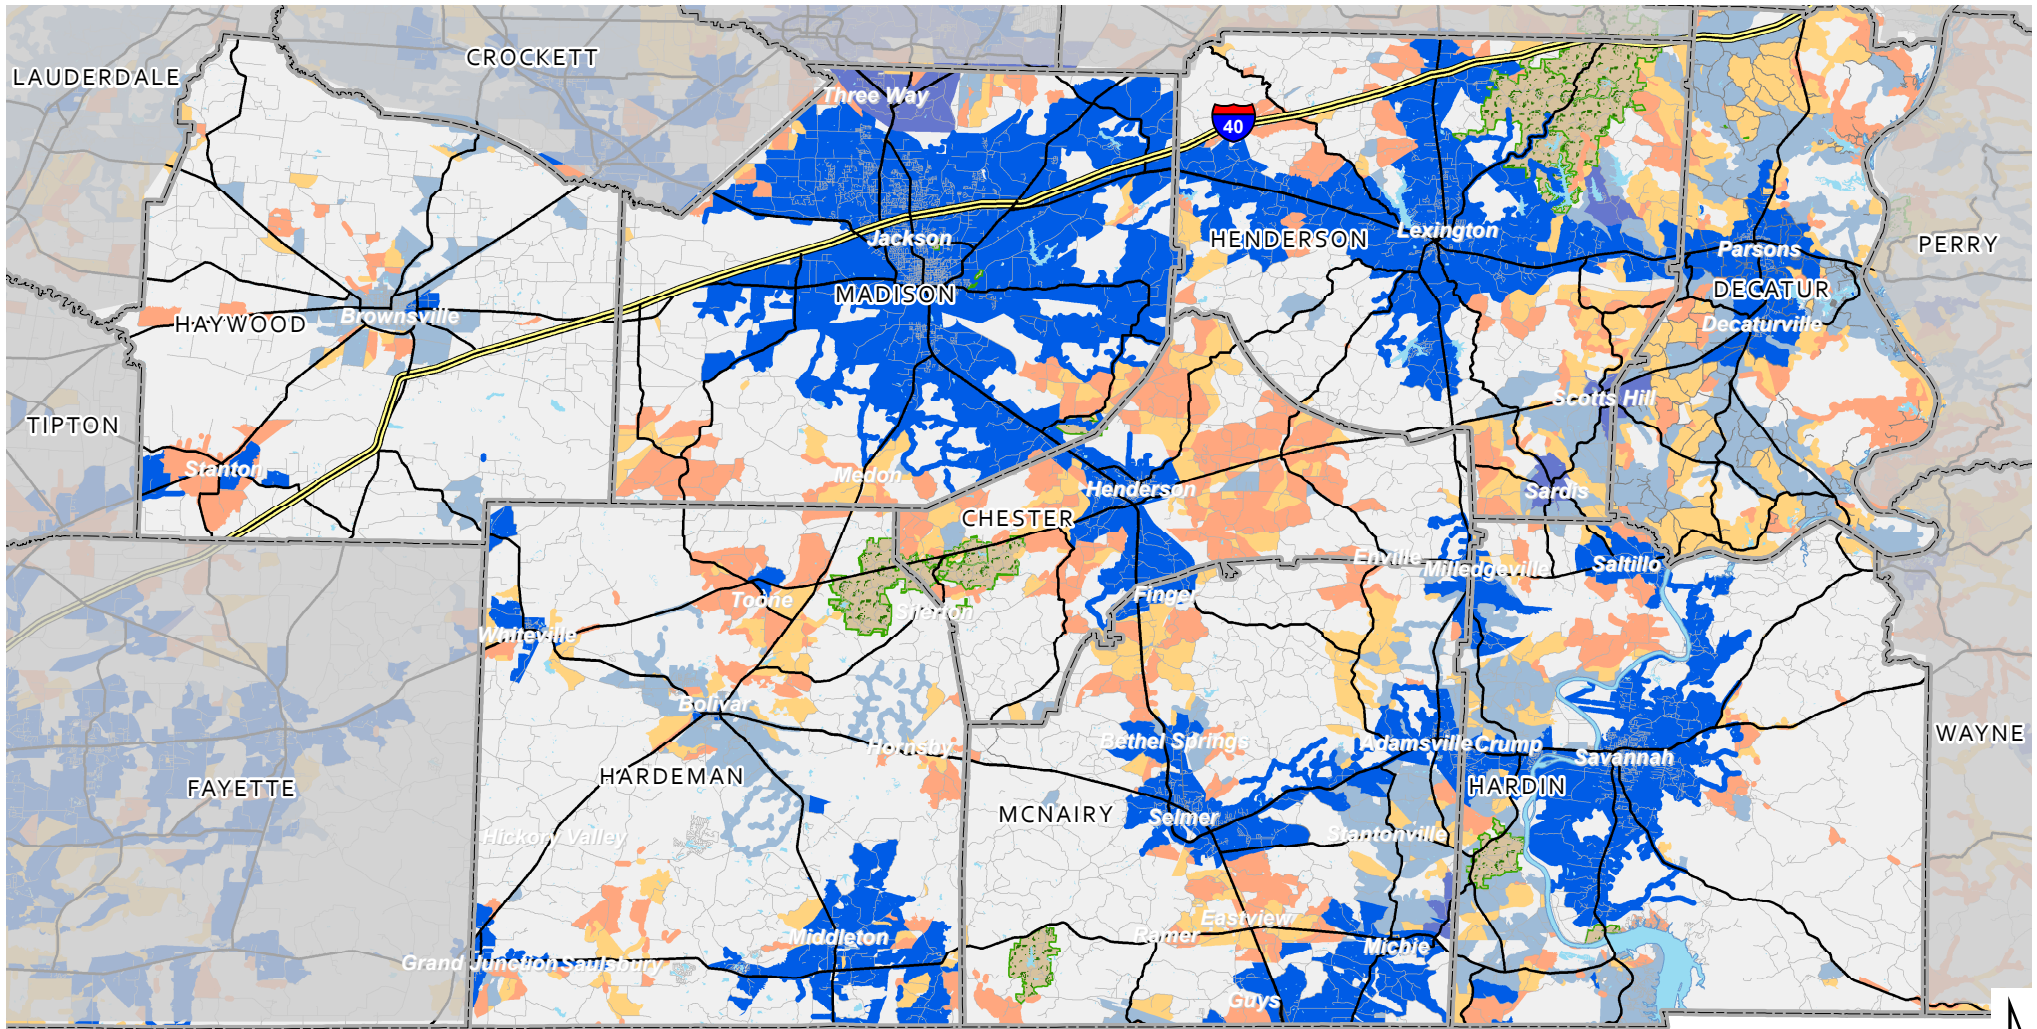 CROCKETT
LAUDERDALE
Three Way
40
Jackson
HENDERSON
Lexington
Parsons
PERRY
MADISON
DECATUR
HAYWOOD
Brownsville
Decaturville
Scotts Hill
TIPTON
Stanton
Medon
Henderson
Sardis
CHESTER
Enville
Milledgeville
Saltillo
Toone
Silerton
Finger
Whiteville
Bolivar
Hornsby
Bethel Springs
Adamsville
Crump
Savannan
WAYNE
HARDEMAN
FAYETTE
HARDIN
MCNAIRY
Selmer
Hickory Valley
Stantonville
Eastview
Ramer
Middleton
Michie
Grand Junction
Saulsbury
Guys